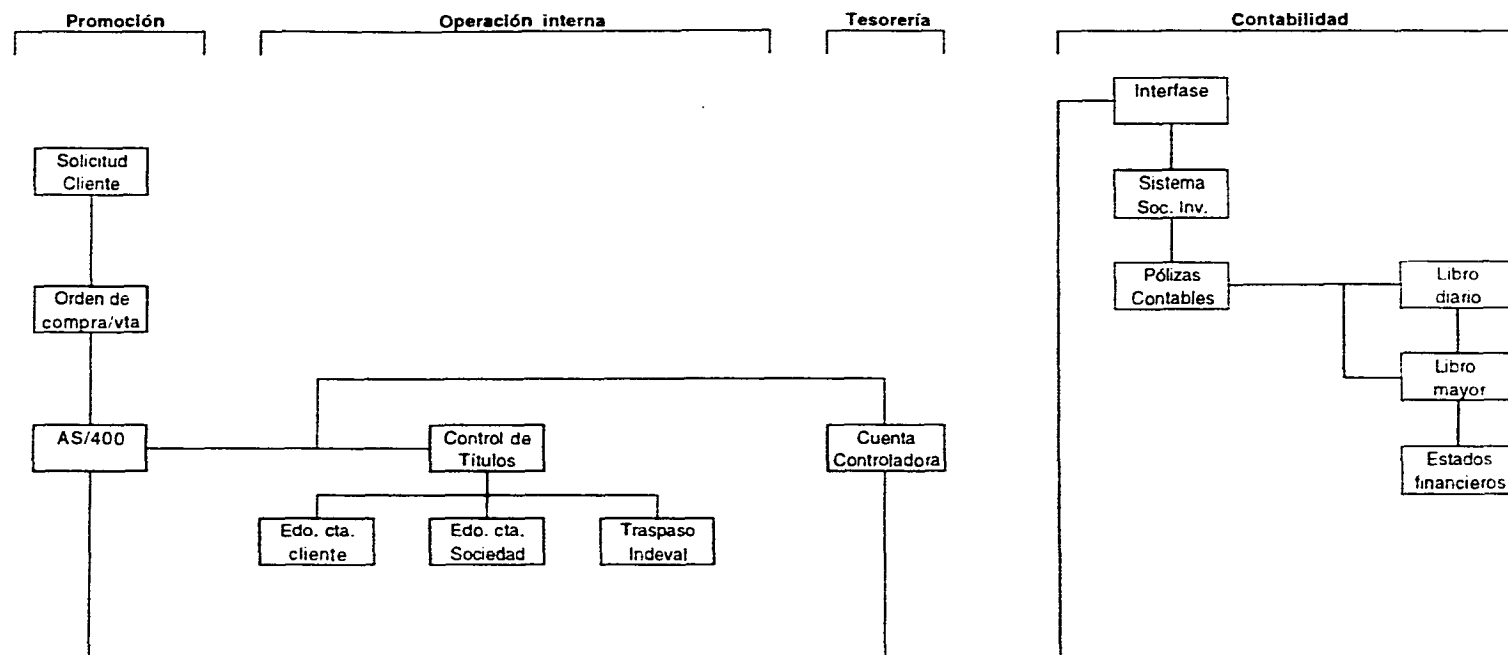 Promoción
Operación interna
Tesorería
Contabilidad
Interfase
Solicitud
Cliente
Sistema
Soc. Inv.
Orden de
compra/vta
Pólizas
Contables
Libro
diario
Libro
mayor
AS/400
Control de
Títulos
Cuenta
Controladora
Estados
financieros
Edo. cta.
cliente
Edo. cta.
Sociedad
Traspaso
Indeval